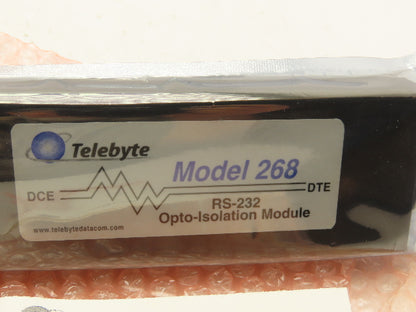 Telebyte
Model 268
DCE
DTE
RS-232
Opto-Isolation Module
www.telebytedatacom.com